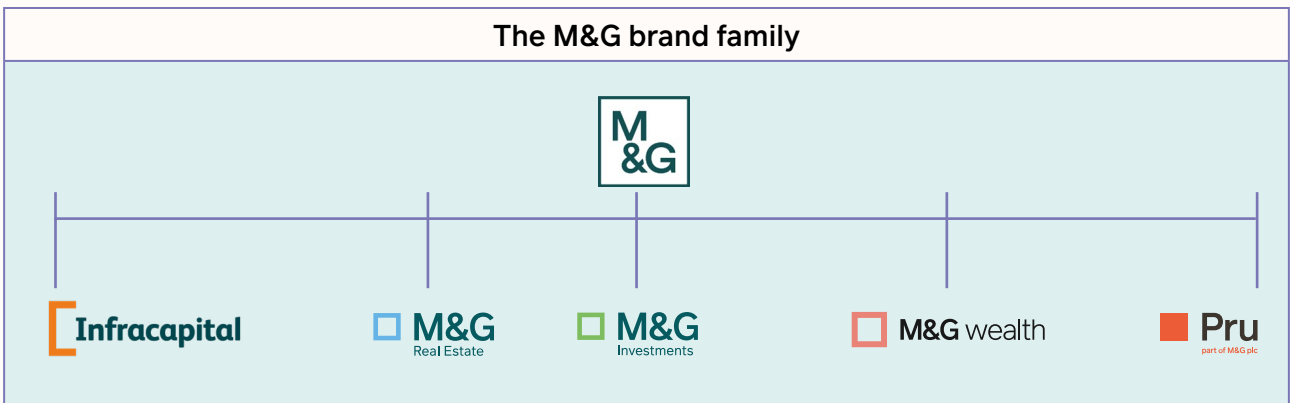 The M&G brand family
M
&G
Infracapital
M&G
Real Estate
M&G
Investments
M&G wealth
Pru
part of M&G plc